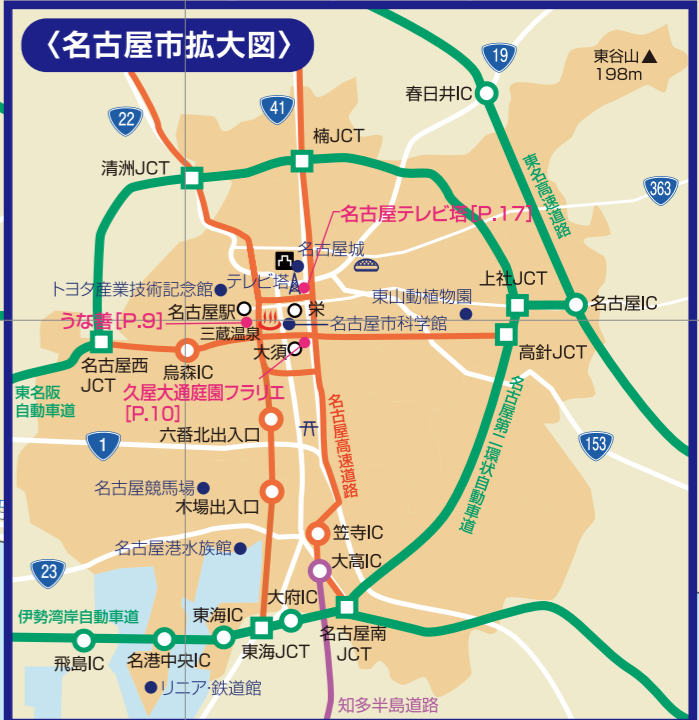 〈名古屋市拡大図〉
19
東谷山▲
198m
春日井IC
41
22
楠JCT
清洲JCT
東名高速道路
363
名古屋テレビ塔[P.17]
名古屋城
テレビ塔
トヨタ産業技術記念館
上社JCT
東山動植物園
名古屋駅
栄
名古屋IC
うな善[P.9]
名古屋市科学館
三蔵温泉
大須
高針JCT
名古屋西
JCT
烏森IC
久屋大通庭園フラリエ
[P.10]
東名阪
自動車道
名古屋高速道路
名古屋第二環状自動車道
六番北出入口
1
153
名古屋競馬場
木場出入口
笠寺IC
名古屋港水族館
大高IC
23
大府IC
伊勢湾岸自動車道
東海IC
名古屋南
JCT
東海JCT
飛島IC
名港中央IC
リニア·鉄道館
知多半島道路